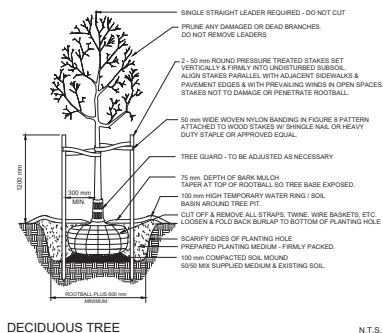 SINGLE STRAIGHT LEADER REQUIRED - DO NOT CUT
PRUNE ANY DAMAGED OR DEAD BRANCHES.
DO NOT REMOVE LEADERS
2 - 50 mm ROUND PRESSURE TREATED STAKES SET
VERTICALLY & FIRMLY INTO UNDISTURBED SUBSOIL.
ALIGN STAKES PARALLEL WITH ADJACENT SIDEWALKS &
PAVEMENT EDGES & WITH PREVAILING WINDS IN OPEN SPACES.
STAKES NOT TO DAMAGE OR PENETRATE ROOTBALL.
50 mm WIDE WOVEN NYLON BANDING IN FIGURE 8 PATTERN
ATTACHED TO WOOD STAKES W/ SHINGLE NAIL OR HEAVY
DUTY STAPLE OR APPROVED EQUAL.
TREE GUARD - TO BE ADJUSTED AS NECESSARY
75 mm DEPTH OF BARK MULCH
TAPER AT TOP OF ROOTBALL SO TREE BASE EXPOSED.
100 mm HIGH TEMPORARY WATER RING / SOIL
BASIN AROUND TREE PIT.
CUT OFF & REMOVE ALL STRAPS, TWINE, WIRE BASKETS, ETC.
LOOSEN & FOLD BACK BURLAP TO BOTTOM OF PLANTING HOLE
SCARIFY SIDES OF PLANTING HOLE
PREPARED PLANTING MEDIUM - FIRMLY PACKED.
100 mm COMPACTED SOIL MOUND
50/50 MIX SUPPLIED MEDIUM & EXISTING SOIL.
1200 mm
300 mm
MIN.
ROOTBALL PLUS 600 mm
MINIMUM
DECIDUOUS TREE
N.T.S.